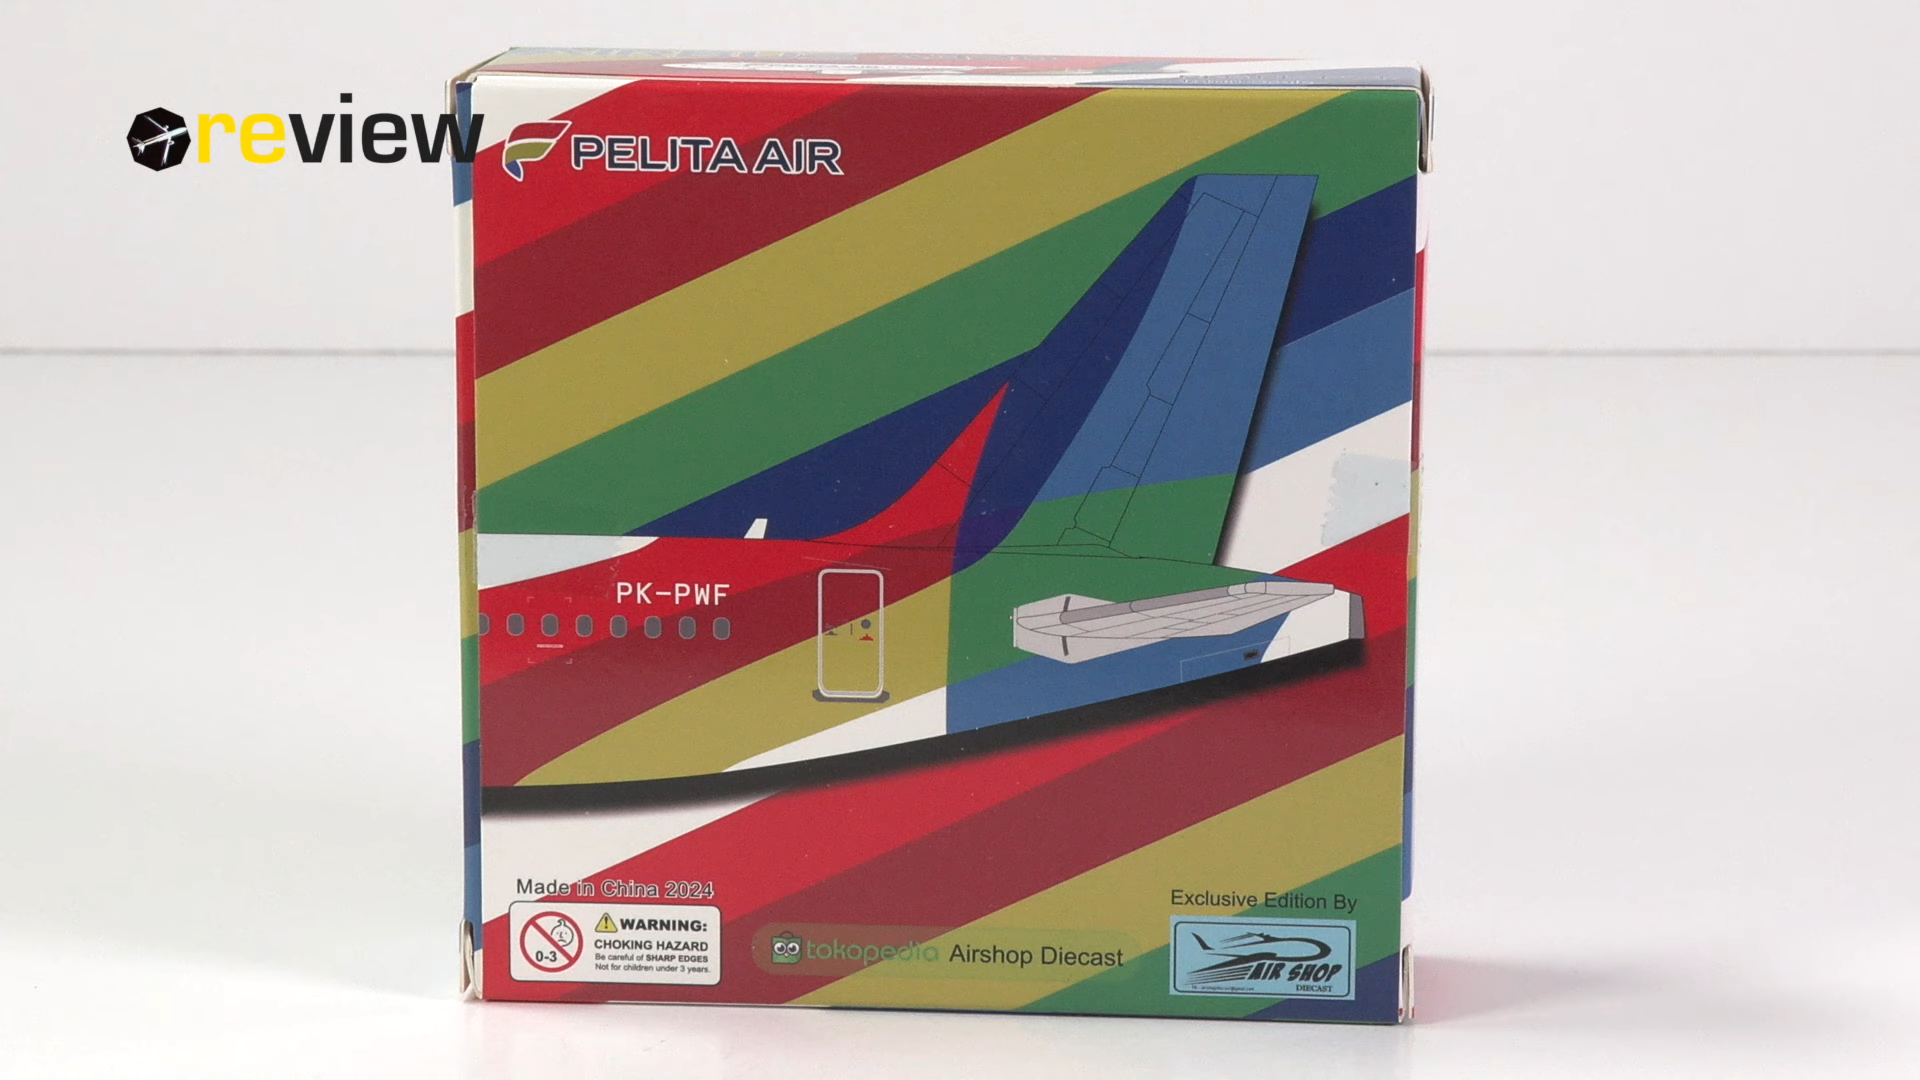 review
PELITA AIR
PK-PWF
Made in China 2024
WARNING:
CHOKING HAZARD
Be careful of SHARP EDGES
Not for children under 3 years.
0-3
tokopedia Airshop Diecast
Exclusive Edition By
AIR SHOP
DIECAST